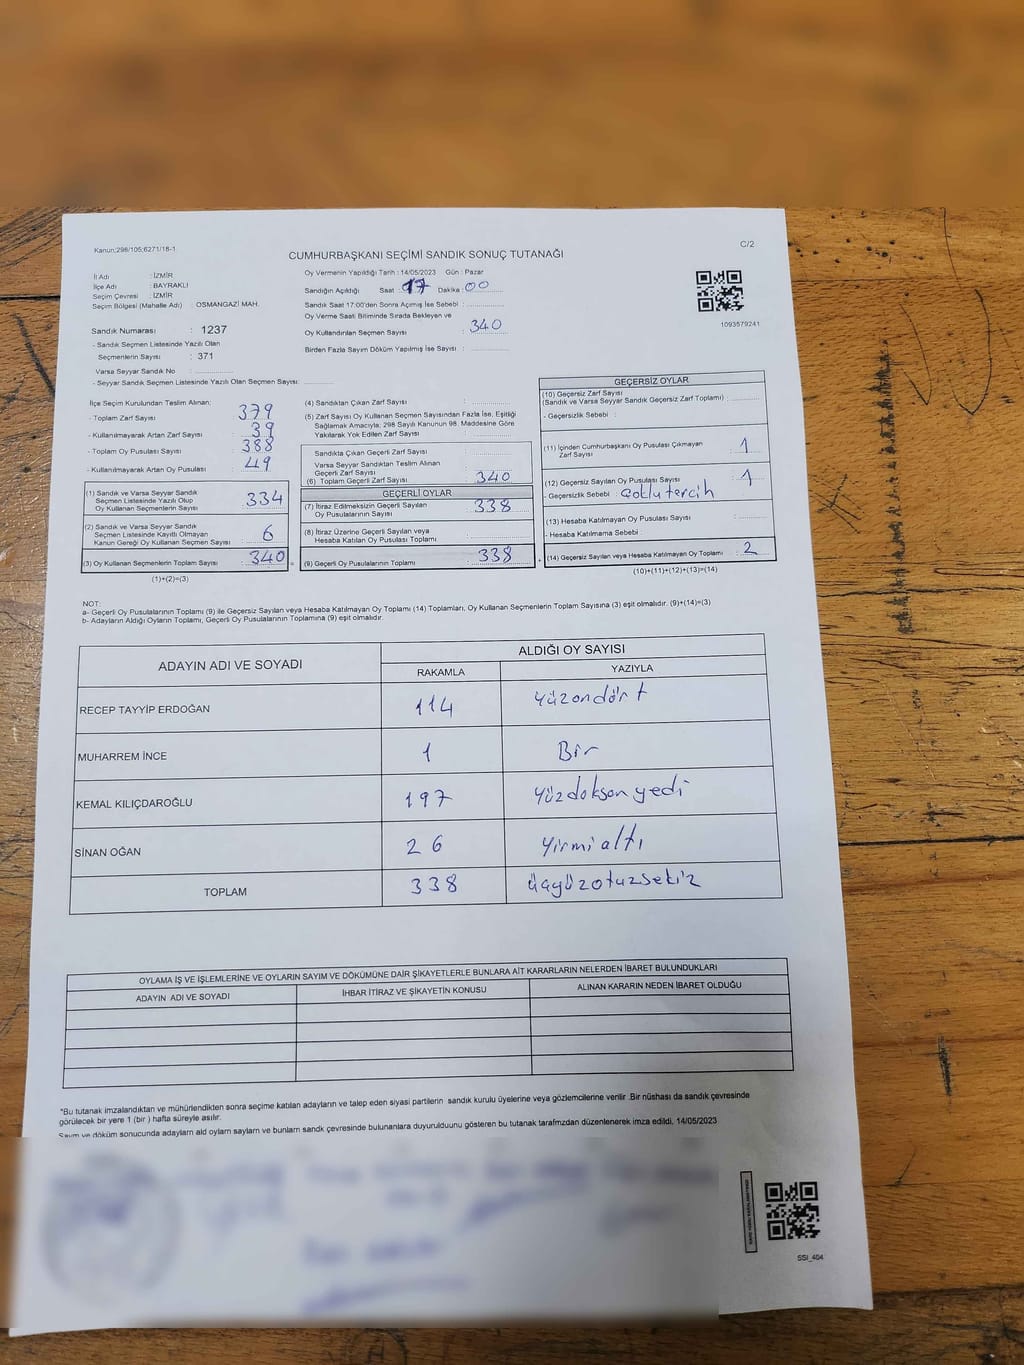 Kanun;298/105;6271/18-1
C/2
CUMHURBAŞKANI SEÇİMİ SANDIK SONUÇ TUTANAĞI
İl Adı : İZMİR
İlçe Adı : BAYRAKLI
Seçim Çevresi : İZMİR
Seçim Bölgesi (Mahalle Adı) : OSMANGAZİ MAH.
Sandık Numarası : 1237
- Sandık Seçmen Listesinde Yazılı Olan
Seçmenlerin Sayısı : 371
Varsa Seyyar Sandık No :
- Seyyar Sandık Seçmen Listesinde Yazılı Olan Seçmen Sayısı:
Oy Vermenin Yapıldığı Tarih : 14/05/2023 Gün : Pazar
Sandığın Açıldığı Saat : 17 Dakika : 00
Sandık Saat 17:00'den Sonra Açımış İse Sebebi :
Oy Verme Saati Bitiminde Sırada Bekleyen ve
Oy Kullandırılan Seçmen Sayısı : 340
Birden Fazla Sayım Döküm Yapılmış İse Sayısı :
1093579241
İlçe Seçim Kurulundan Teslim Alınan;
- Toplam Zarf Sayısı : 379
- Kullanılmayarak Artan Zarf Sayısı : 39
- Toplam Oy Pusulası Sayısı : 388
- Kullanılmayarak Artan Oy Pusulası : 49
(1) Sandık ve Varsa Seyyar Sandık
Seçmen Listesinde Yazılı Olup
Oy Kullanan Seçmenlerin Sayısı : 334
(2) Sandık ve Varsa Seyyar Sandık
Seçmen Listesinde Kayıtlı Olmayan
Kanun Gereği Oy Kullanan Seçmen Sayısı : 6
(3) Oy Kullanan Seçmenlerin Toplam Sayısı : 340
(1)+(2)=(3)
(4) Sandıktan Çıkan Zarf Sayısı :
(5) Zarf Sayısı Oy Kullanan Seçmen Sayısından Fazla İse, Eşitliği
Sağlamak Amacıyla; 298 Sayılı Kanunun 98. Maddesine Göre
Yakılarak Yok Edilen Zarf Sayısı :
Sandıkta Çıkan Geçerli Zarf Sayısı :
Varsa Seyyar Sandıktan Teslim Alınan
Geçerli Zarf Sayısı :
(6) Toplam Geçerli Zarf Sayısı : 340
GEÇERLİ OYLAR
(7) İtiraz Edilmeksizin Geçerli Sayılan
Oy Pusulalarının Sayısı : 338
(8) İtiraz Üzerine Geçerli Sayılan veya
Hesaba Katılan Oy Pusulası Toplamı :
(9) Geçerli Oy Pusulalarının Toplamı : 338
GEÇERSİZ OYLAR
(10) Geçersiz Zarf Sayısı
(Sandık ve Varsa Seyyar Sandık Geçersiz Zarf Toplamı) :
- Geçersizlik Sebebi :
(11) İçinden Cumhurbaşkanı Oy Pusulası Çıkmayan
Zarf Sayısı : 1
(12) Geçersiz Sayılan Oy Pusulası Sayısı : 1
- Geçersizlik Sebebi : çoklu tercih
(13) Hesaba Katılmayan Oy Pusulası Sayısı :
- Hesaba Katılmama Sebebi :
(14) Geçersiz Sayılan veya Hesaba Katılmayan Oy Toplamı : 2
(10)+(11)+(12)+(13)=(14)
NOT:
a- Geçerli Oy Pusulalarının Toplamı (9) ile Geçersiz Sayılan veya Hesaba Katılmayan Oy Toplamı (14) Toplamları, Oy Kullanan Seçmenlerin Toplam Sayısına (3) eşit olmalıdır. (9)+(14)=(3)
b- Adayların Aldığı Oyların Toplamı, Geçerli Oy Pusulalarının Toplamına (9) eşit olmalıdır.
ADAYIN ADI VE SOYADI ALDIĞI OY SAYISI
RAKAMLA YAZIYLA
RECEP TAYYİP ERDOĞAN 114 yüzondört
MUHARREM İNCE 1 Bir
KEMAL KILIÇDAROĞLU 197 yüzdoksanyedi
SİNAN OĞAN 26 yirmialtı
TOPLAM 338 üçyüzotuzsekiz
OYLAMA İŞ VE İŞLEMLERİNE VE OYLARIN SAYIM VE DÖKÜMÜNE DAİR ŞİKAYETLERLE BUNLARA AİT KARARLARIN NELERDEN İBARET BULUNDUKLARI
ADAYIN ADI VE SOYADI İHBAR İTİRAZ VE ŞİKAYETİN KONUSU ALINAN KARARIN NEDEN İBARET OLDUĞU
*Bu tutanak imzalandıktan ve mühürlendikten sonra seçime katılan adayların ve talep eden siyasi partilerin sandık kurulu üyelerine veya gözlemcilerine verilir .Bir nüshası da sandık çevresinde
görülecek bir yere 1 (bir ) hafta süreyle asılır.
Sayım ve döküm sonucunda adayların ald oyların sayların ve bunların sandk çevresinde bulunanlara duyurulduunu gösteren bu tutanak tarafmzdan düzenlenerek imza edildi, 14/05/2023
SSI_404